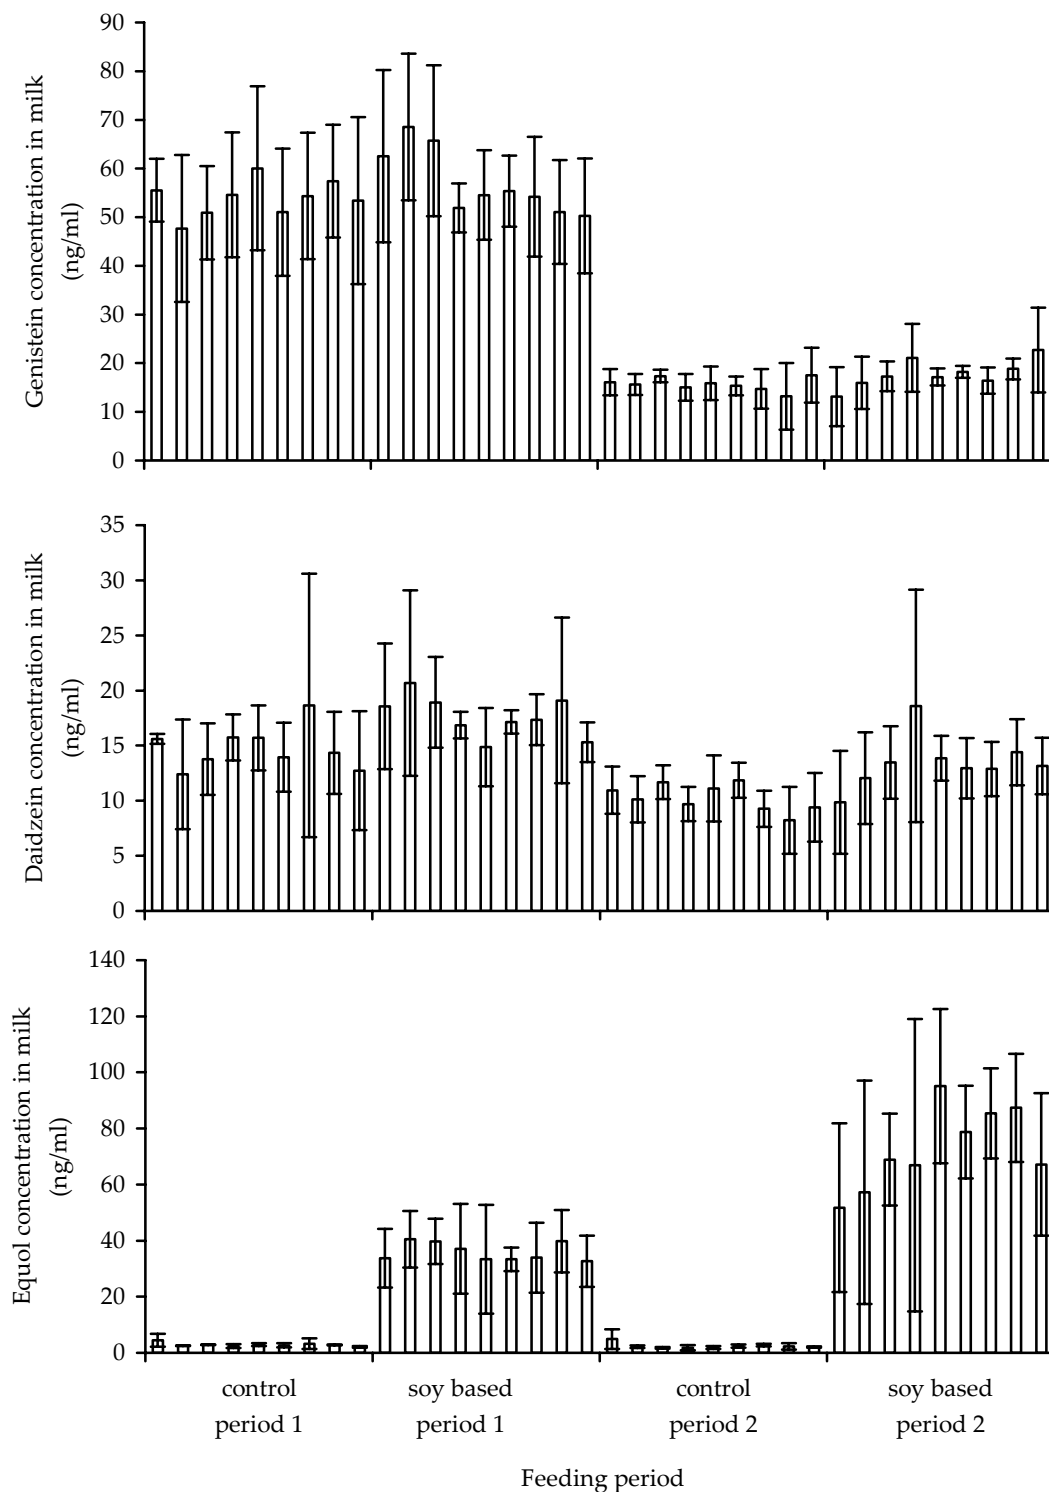 Genistein concentration in milk
(ng/ml)
90
80
70
60
50
40
30
20
10
0
Daidzein concentration in milk
(ng/ml)
35
30
25
20
15
10
5
0
Equol concentration in milk
(ng/ml)
140
120
100
80
60
40
20
0
control
period 1
soy based
period 1
control
period 2
soy based
period 2
Feeding period